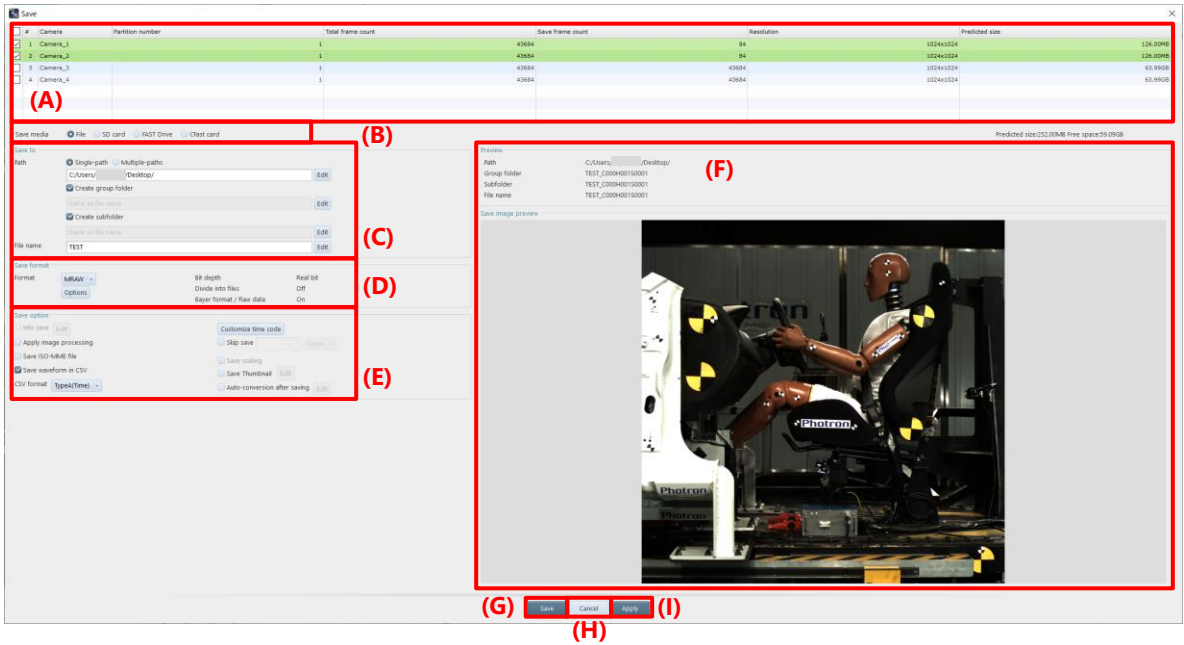 Save
# Camera Partition number Total frame count Save frame count Resolution Predicted size
1 Camera_1 1 43684 84 1024x1024 126.00MB
2 Camera_2 1 43684 84 1024x1024 126.00MB
3 Camera_3 1 43684 43684 1024x1024 63.99GB
4 Camera_4 1 43684 43684 1024x1024 63.99GB
(A)
Save media File SD card FAST Drive CFast card
(B)
Predicted size:252.00MB Free space:59.09GB
Save to
Path Single-path Multiple-paths
C:/Users/ /Desktop/ Edit
Create group folder
Same as file name Edit
Create subfolder
Same as file name Edit
File name TEST Edit
(C)
Save format
Format MRAW Bit depth Real bit
Options Divide into files Off
Bayer format / Raw data On
(D)
Save option
Info save Edit Customize time code
Apply image processing Skip save
Save ISO-MME file Save scaling
Save waveform in CSV Save Thumbnail Edit
CSV format TypeA(Time) Auto-conversion after saving Edit
(E)
Preview
Path C:/Users/ /Desktop/
Group folder TEST_C000H001S0001
Subfolder TEST_C000H001S0001
File name TEST_C000H001S0001
(F)
Save image preview
Photron
Photron
Photron
(G) Save Cancel Apply (I)
(H)